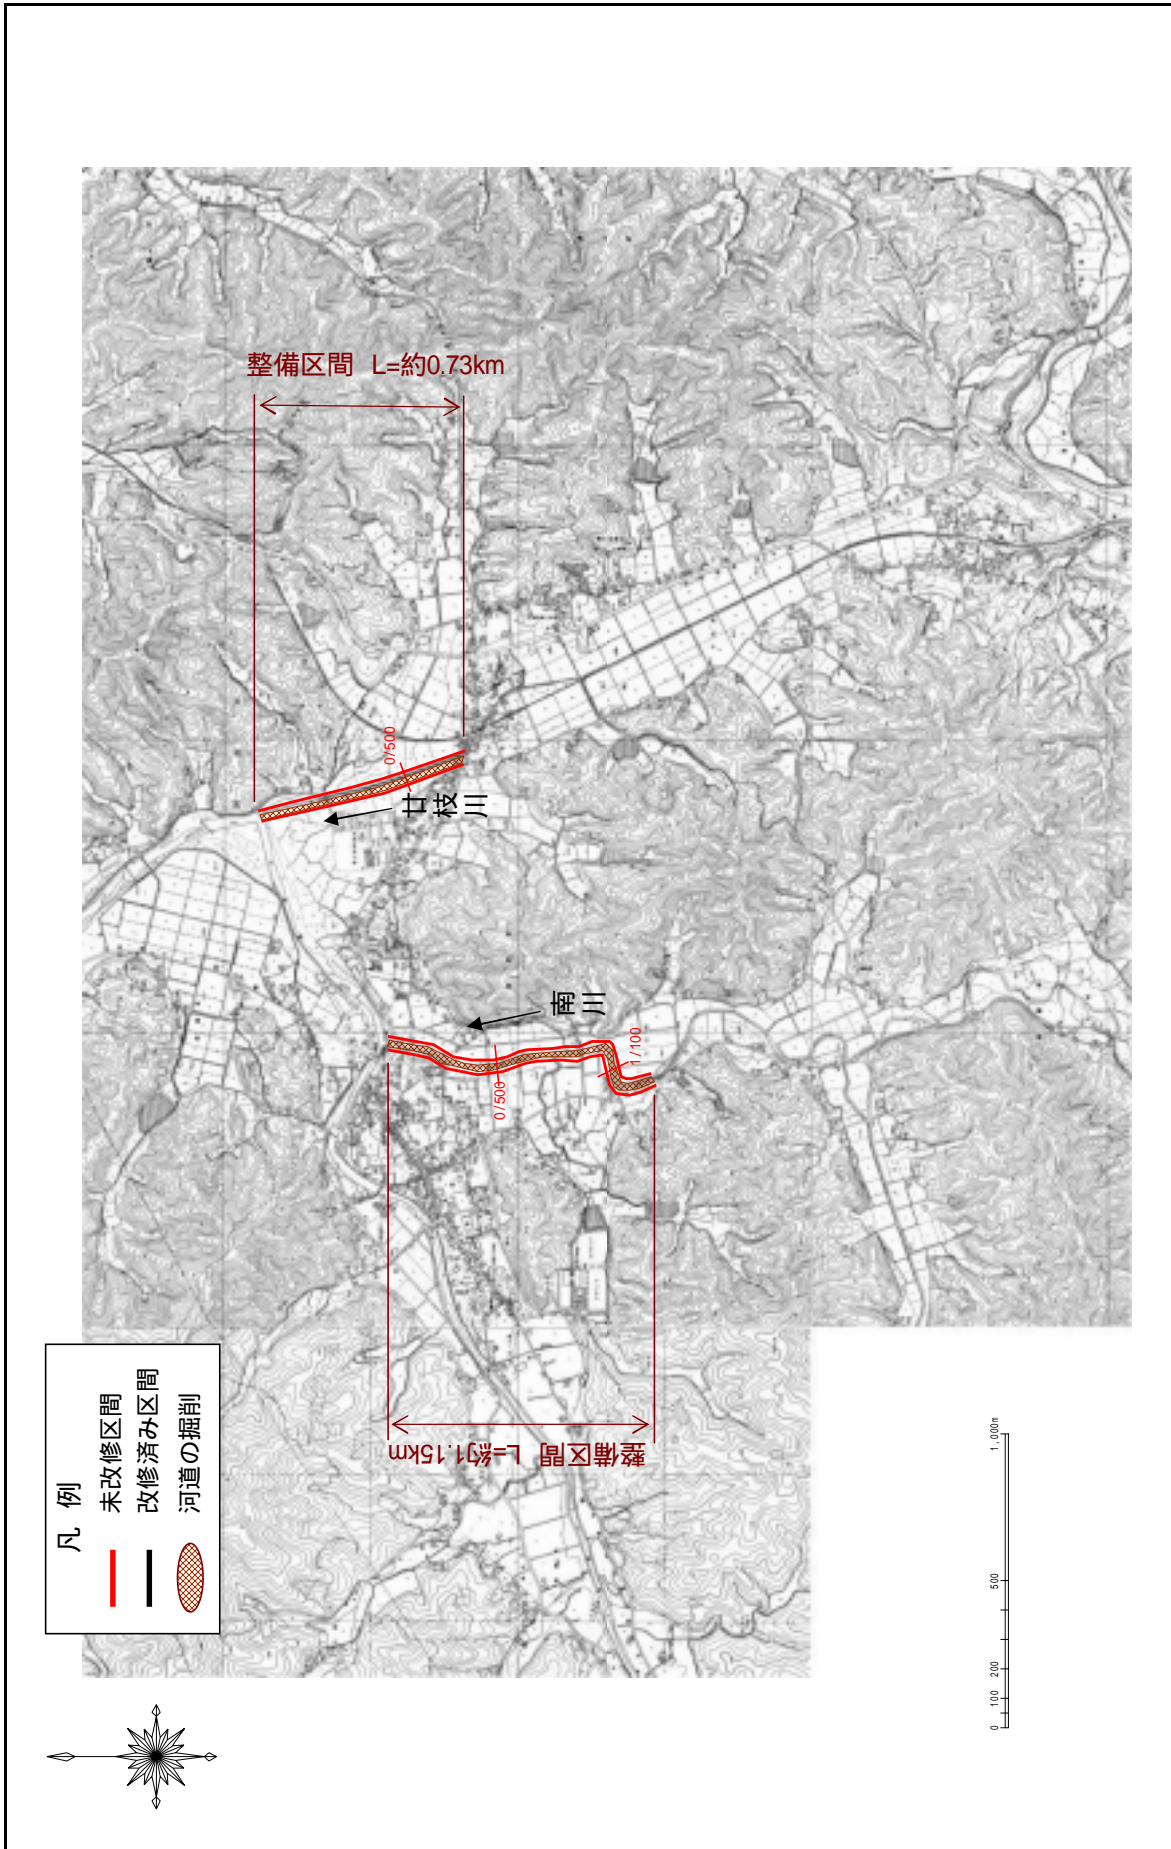 整備区間 L=約0.73km
0/500
廿枝川
南川
0/500
1/100
整備区間 L=約1.15km
凡 例
未改修区間
改修済み区間
河道の掘削
0 100 200 500 1,000m